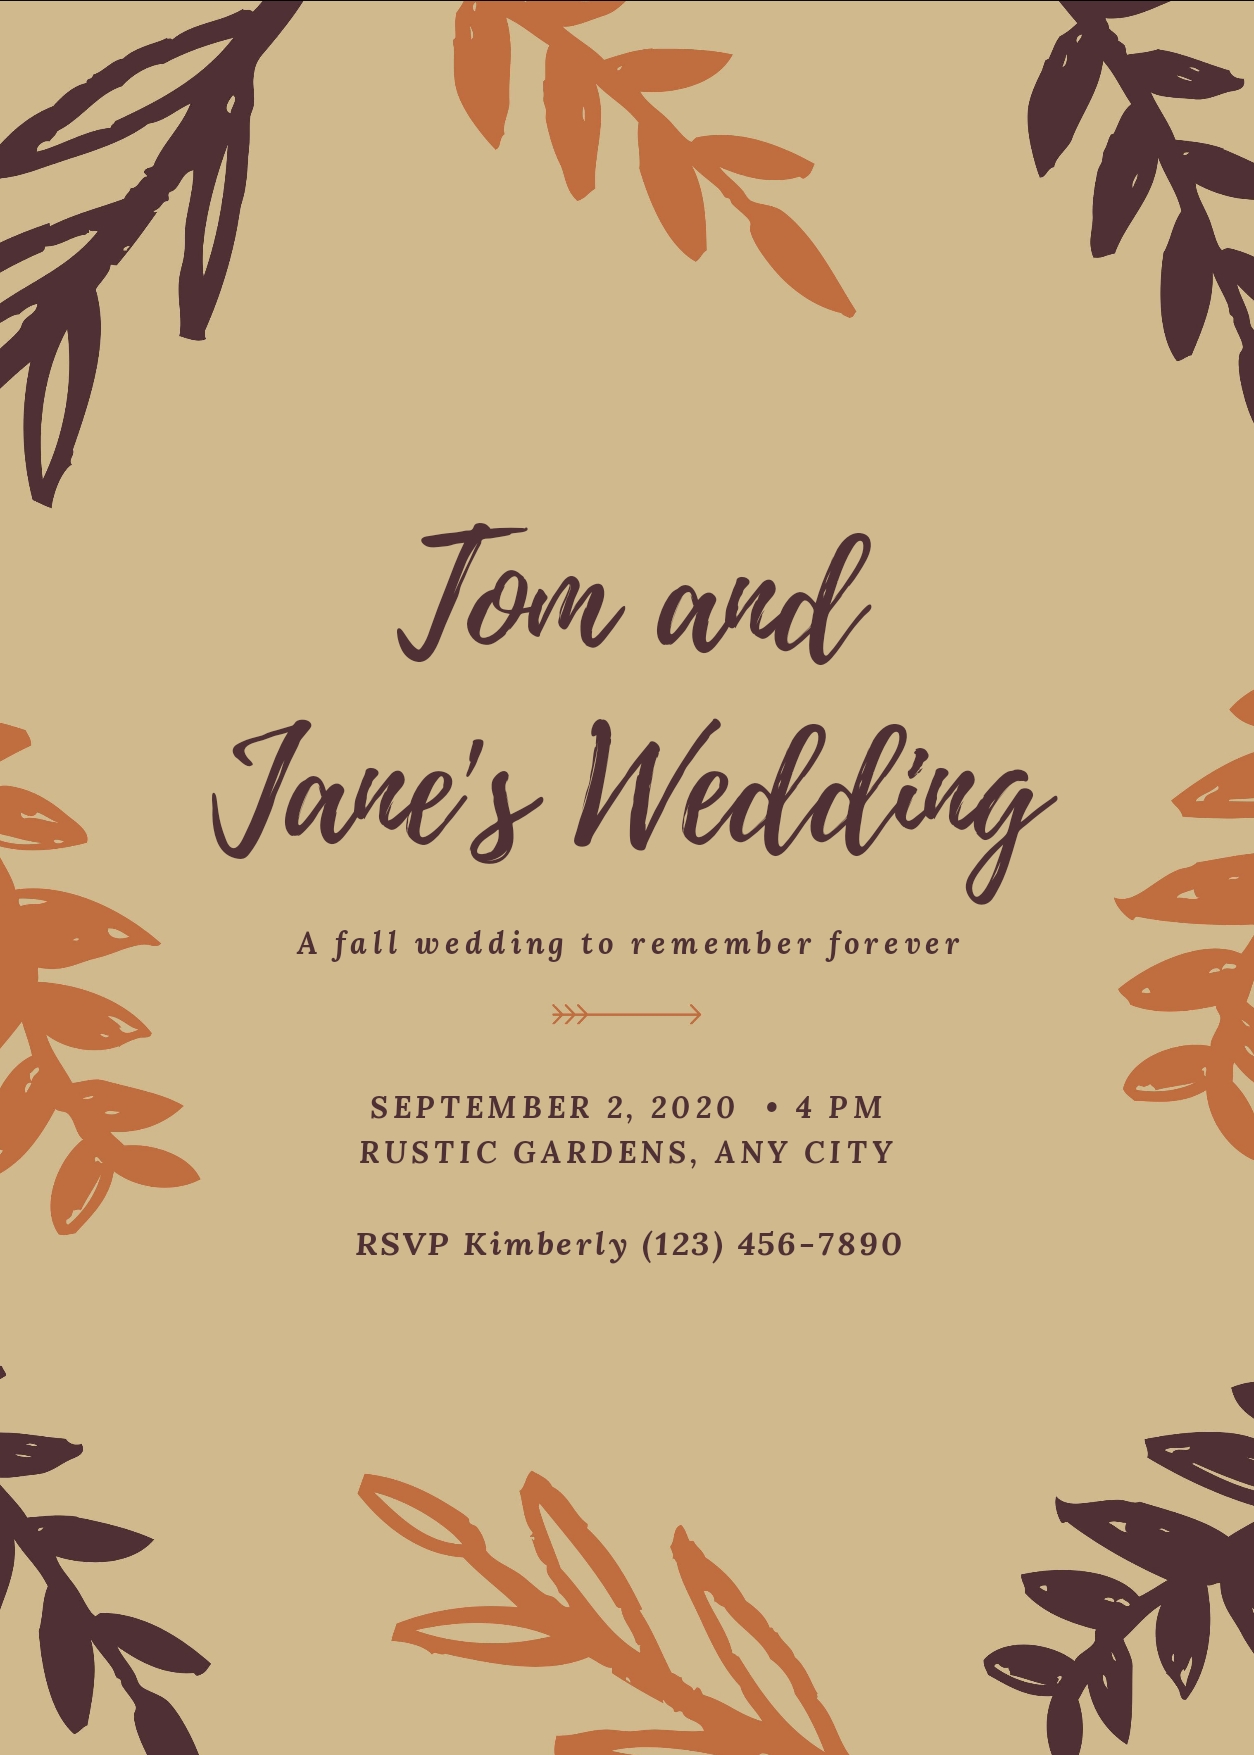 Tom and
Jane's Wedding
A fall wedding to remember forever
SEPTEMBER 2, 2020 • 4 PM
RUSTIC GARDENS, ANY CITY
RSVP Kimberly (123) 456-7890